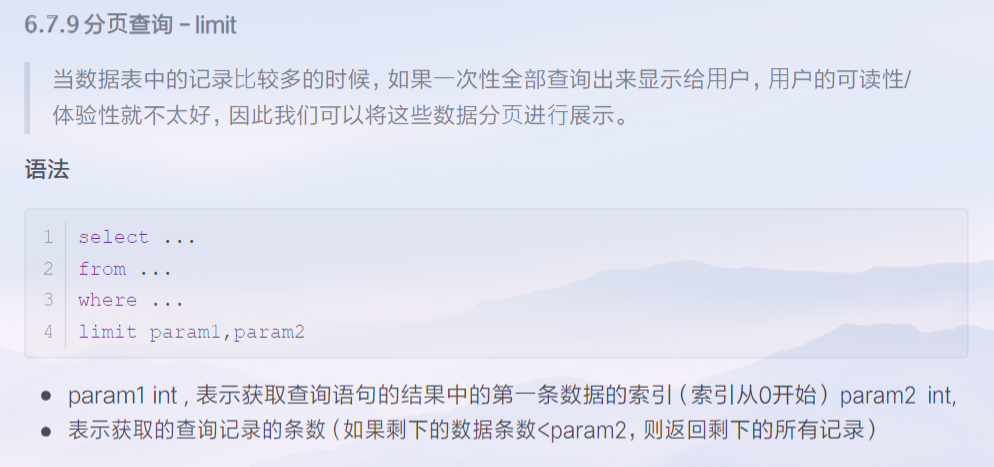 6.7.9 分页查询 - limit
当数据表中的记录比较多的时候，如果一次性全部查询出来显示给用户，用户的可读性/
体验性就不太好，因此我们可以将这些数据分页进行展示。
语法
1 select ...
2 from ...
3 where ...
4 limit param1,param2
• param1 int , 表示获取查询语句的结果中的第一条数据的索引（索引从0开始）param2 int,
• 表示获取的查询记录的条数（如果剩下的数据条数<param2，则返回剩下的所有记录）